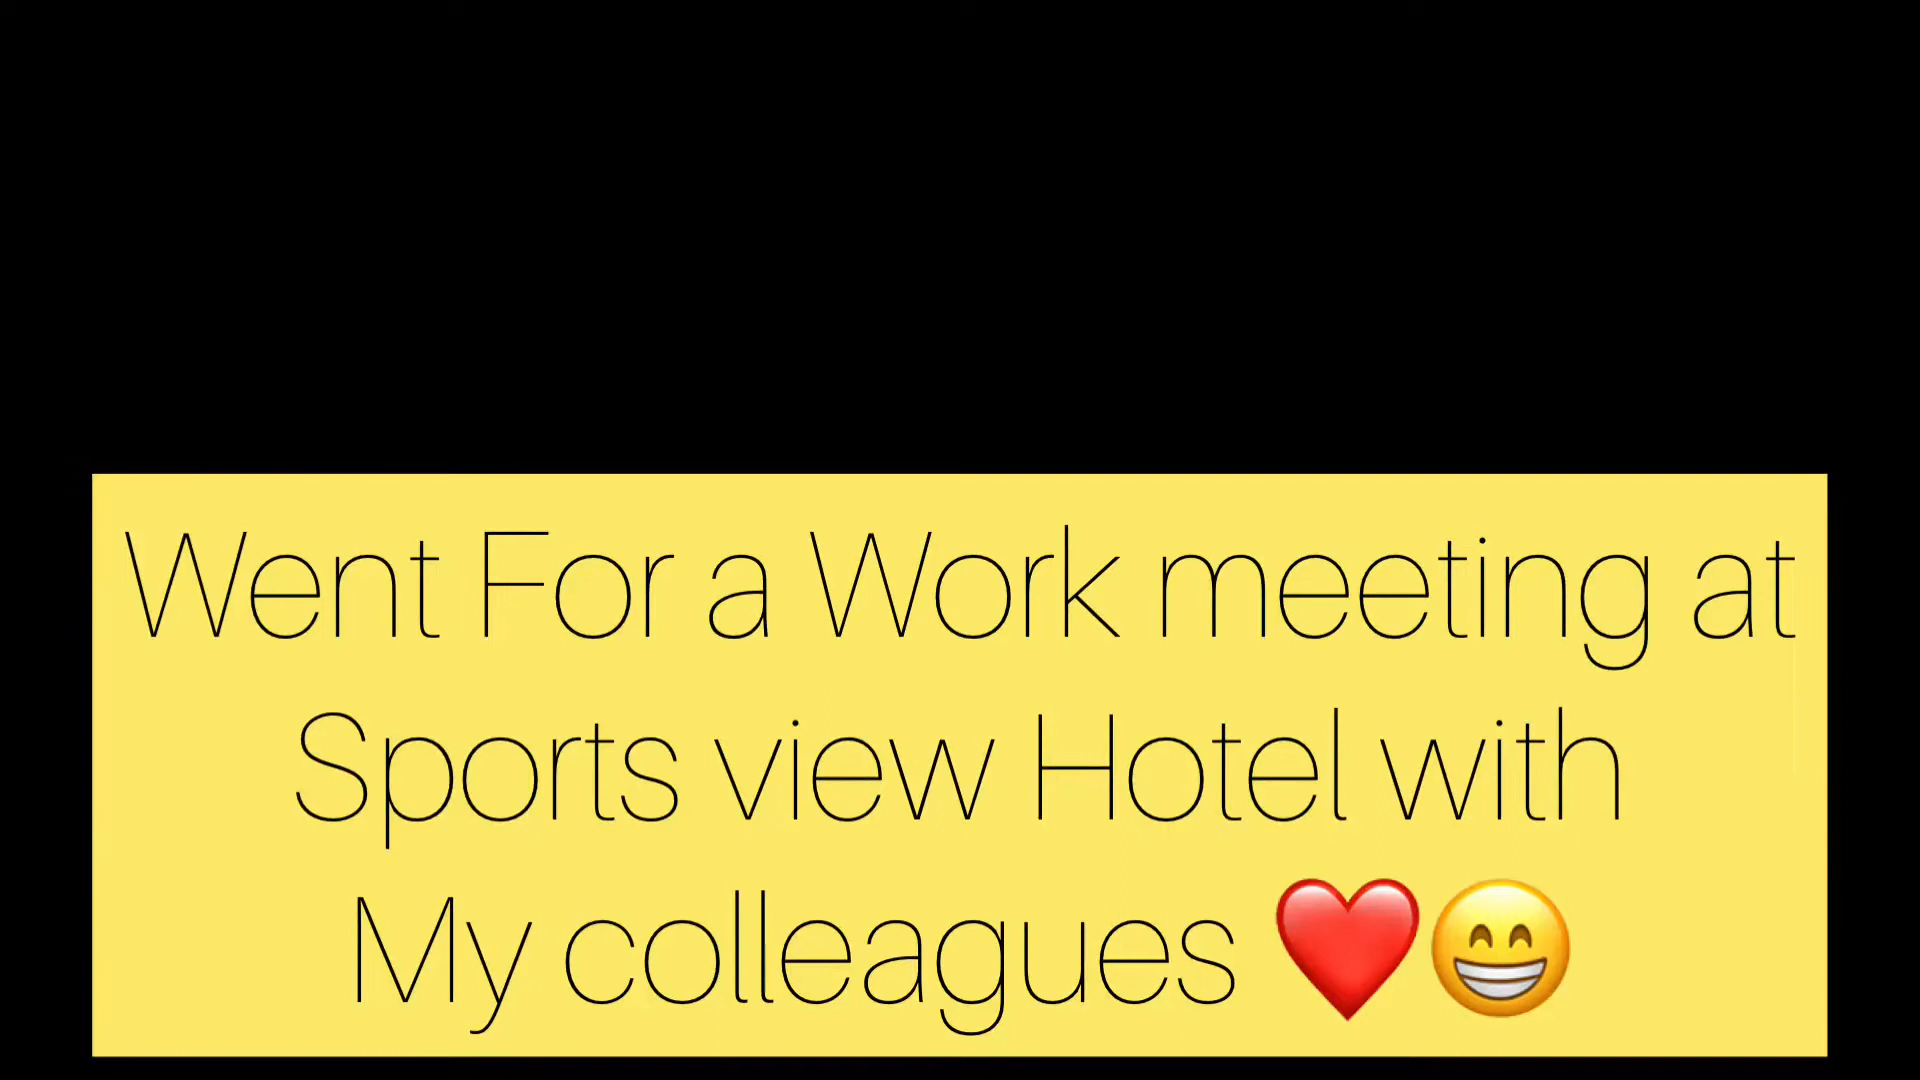 Went For a Work meeting at
Sports view Hotel with
My colleagues ❤️😁